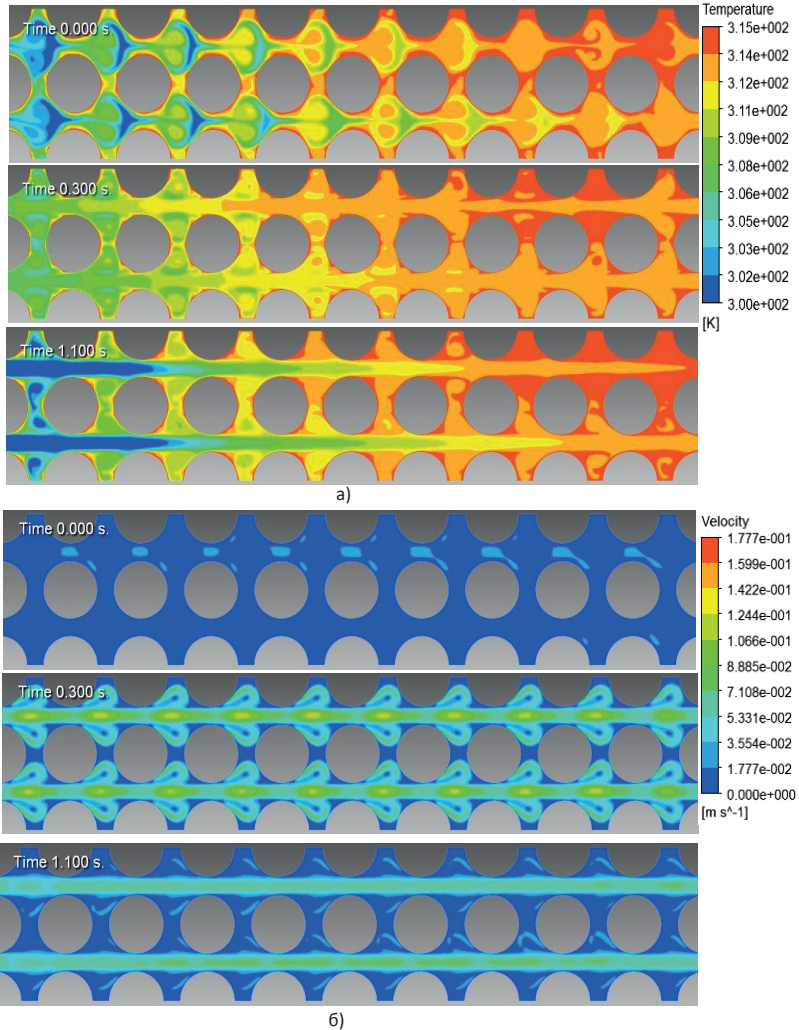 Temperature
Time 0.000 s
3.15e+002
3.14e+002
3.12e+002
3.11e+002
3.09e+002
3.08e+002
3.06e+002
3.05e+002
3.03e+002
3.02e+002
3.00e+002
[K]
Time 0.300 s
Time 1.100 s
а)
Velocity
Time 0.000 s.
1.777e-001
1.599e-001
1.422e-001
1.244e-001
1.066e-001
8.885e-002
7.108e-002
5.331e-002
3.554e-002
1.777e-002
0.000e+000
[m s^-1]
Time 0.300 s.
Time 1.100 s.
б)